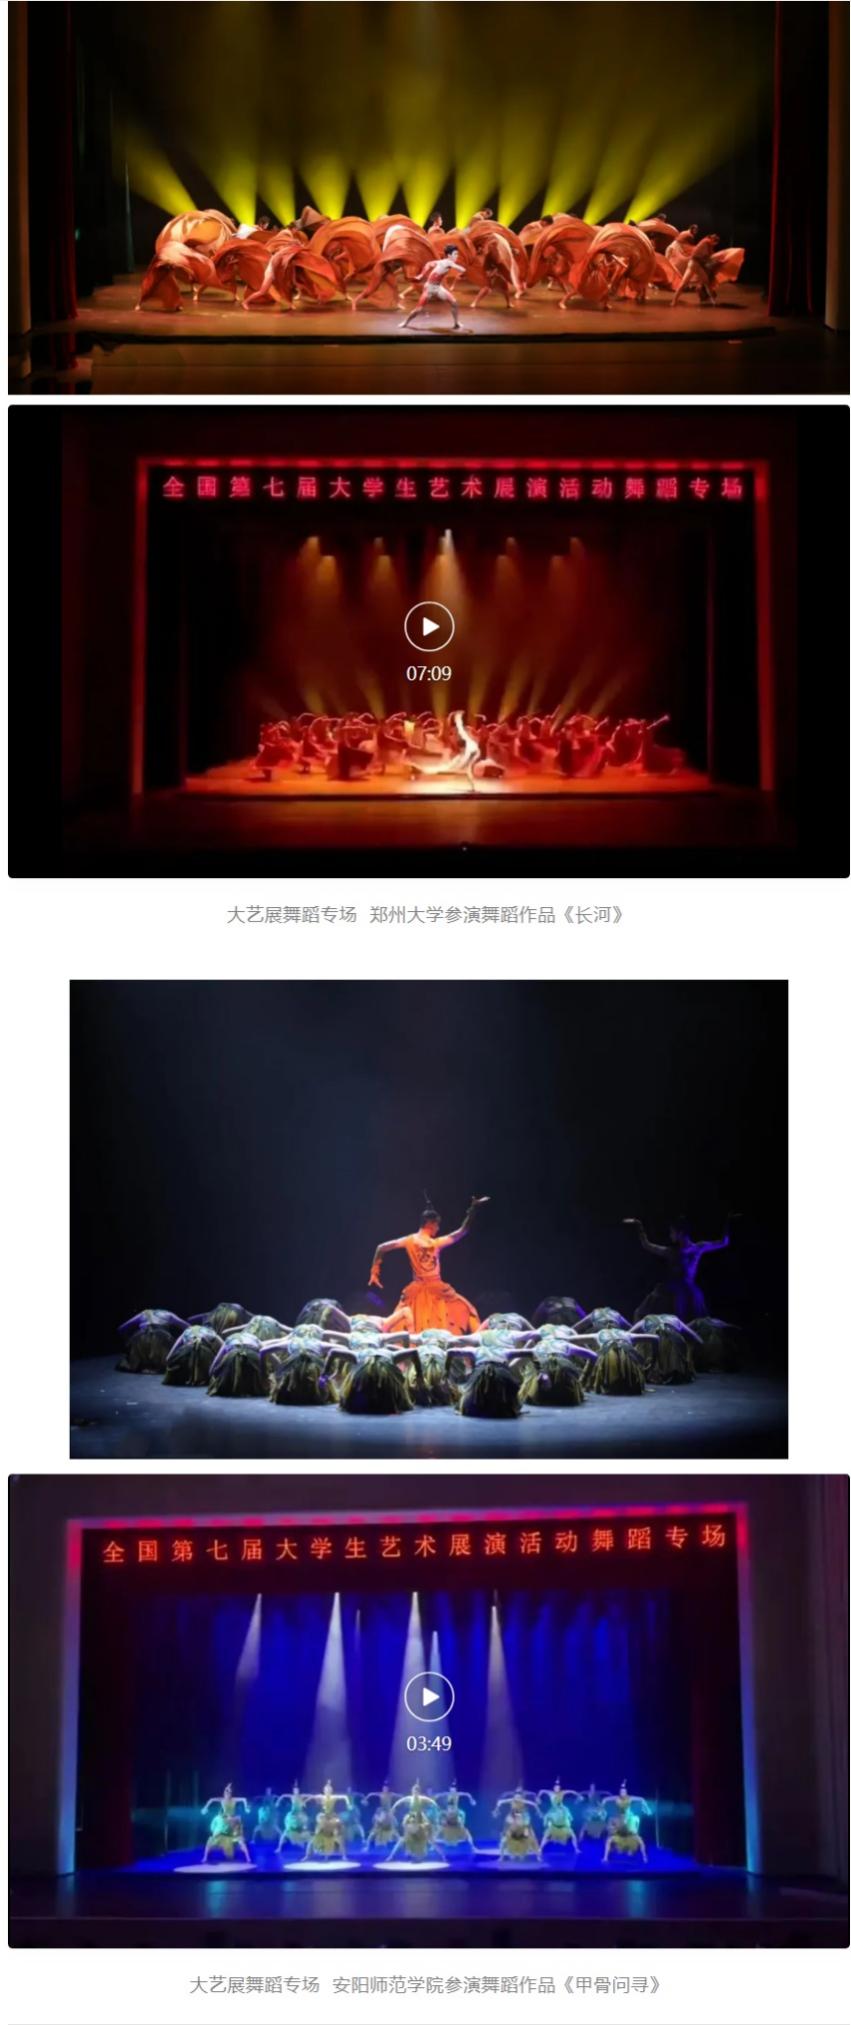 全国第七届大学生艺术展演活动舞蹈专场
07:09
大艺展舞蹈专场 郑州大学参演舞蹈作品《长河》
全国第七届大学生艺术展演活动舞蹈专场
03:49
大艺展舞蹈专场 安阳师范学院参演舞蹈作品《甲骨问寻》